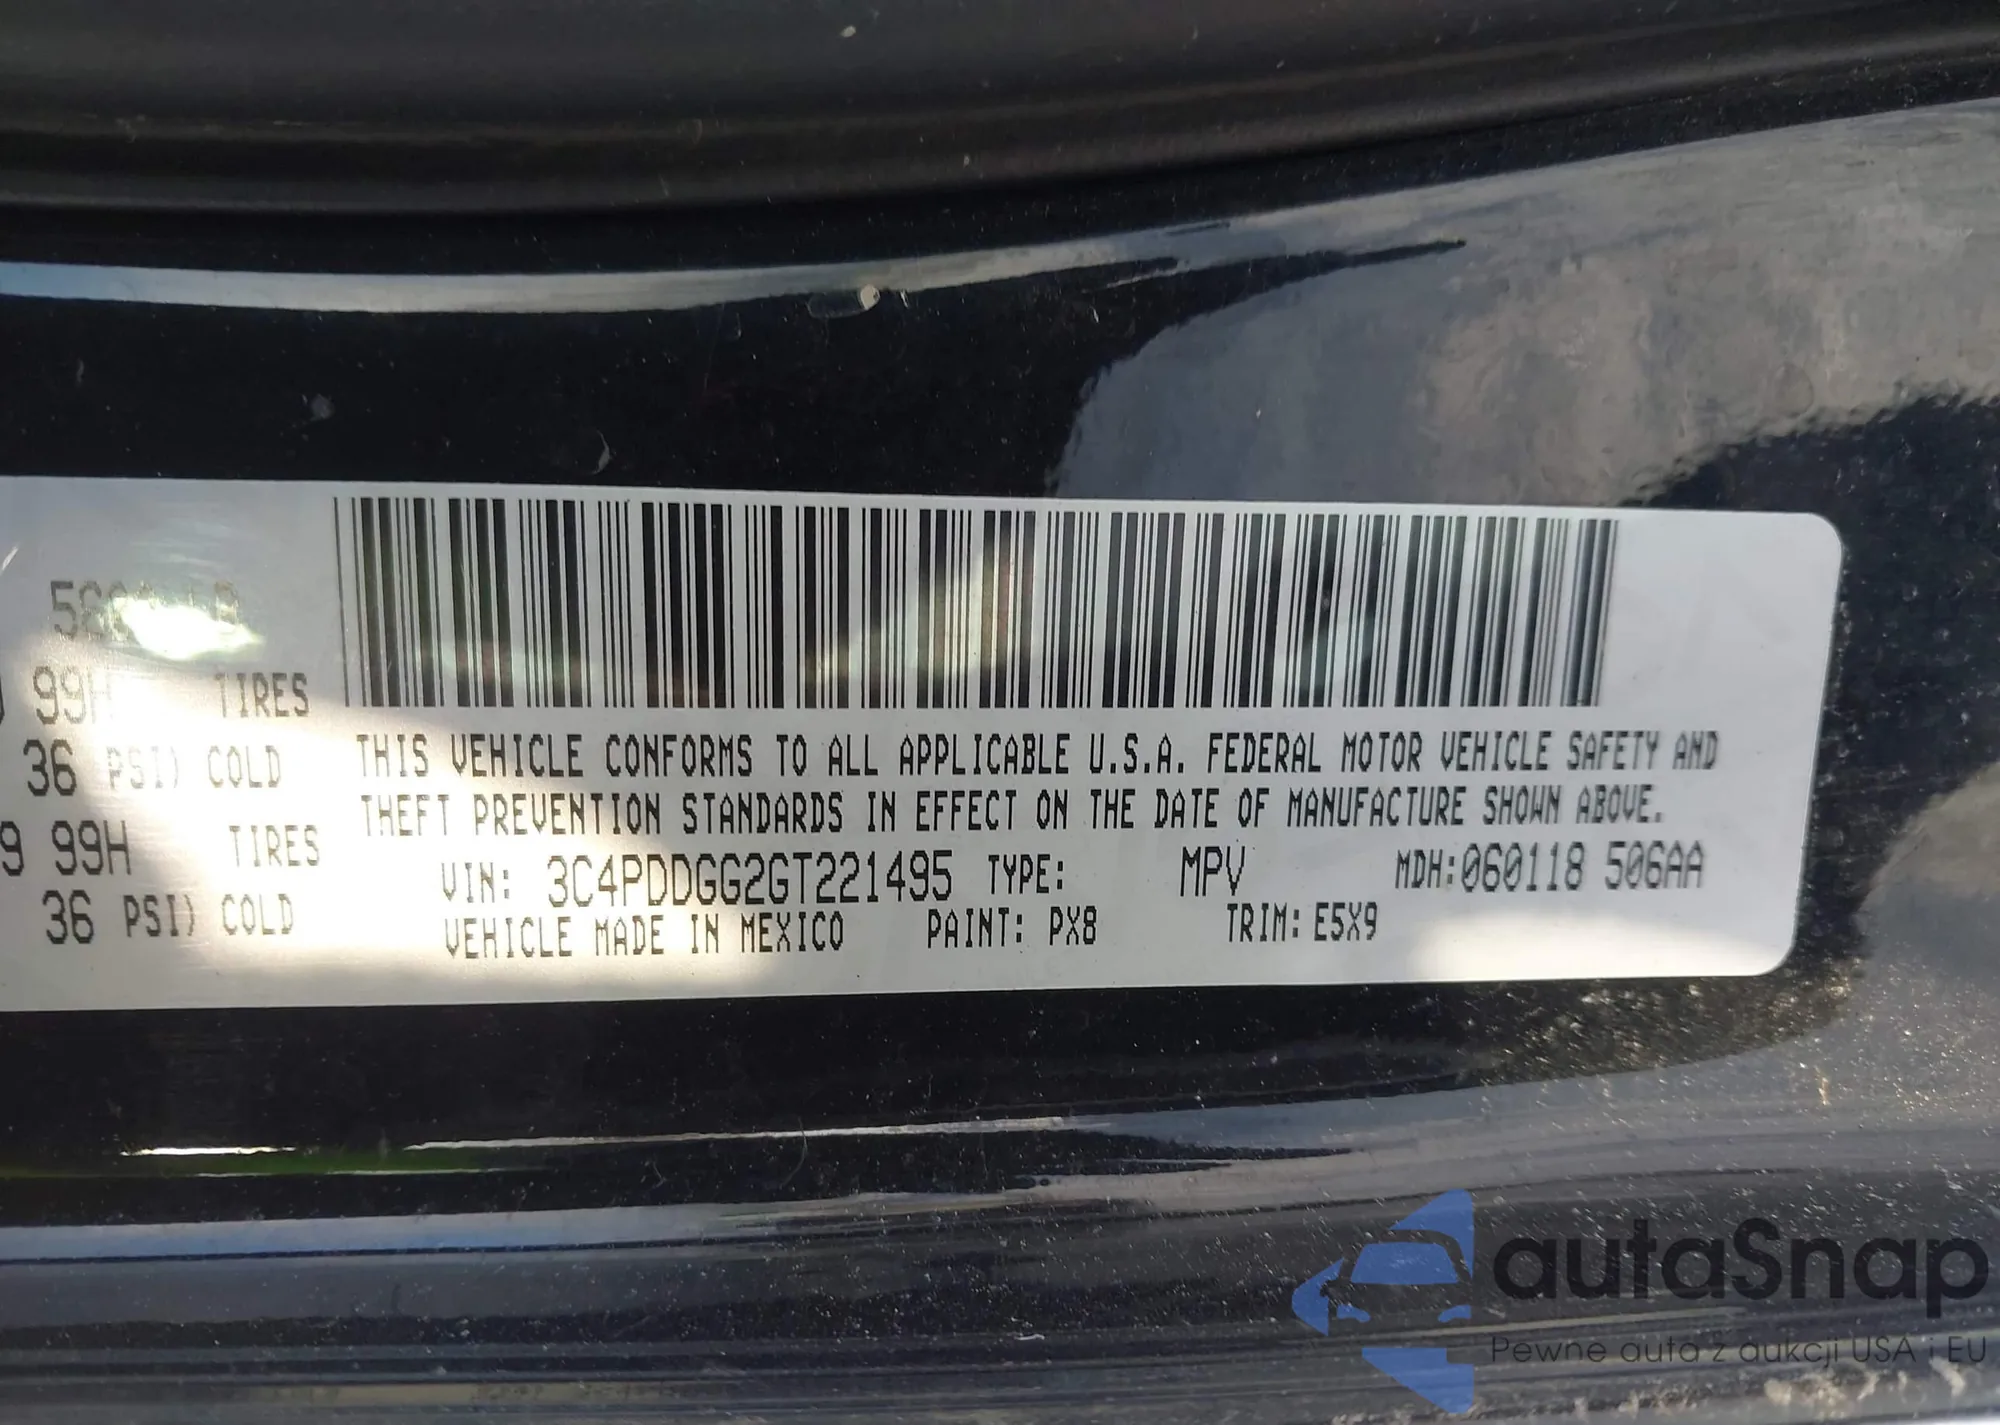 99H TIRES
36 PSI) COLD
9 99H TIRES
36 PSI) COLD
THIS VEHICLE CONFORMS TO ALL APPLICABLE U.S.A. FEDERAL MOTOR VEHICLE SAFETY AND
THEFT PREVENTION STANDARDS IN EFFECT ON THE DATE OF MANUFACTURE SHOWN ABOVE.
VIN: 3C4PDDGG2GT221495 TYPE: MPV MDH:060118 506AA
VEHICLE MADE IN MEXICO PAINT: PX8 TRIM: E5X9
autaSnap
Pewne auta z aukcji USA i EU